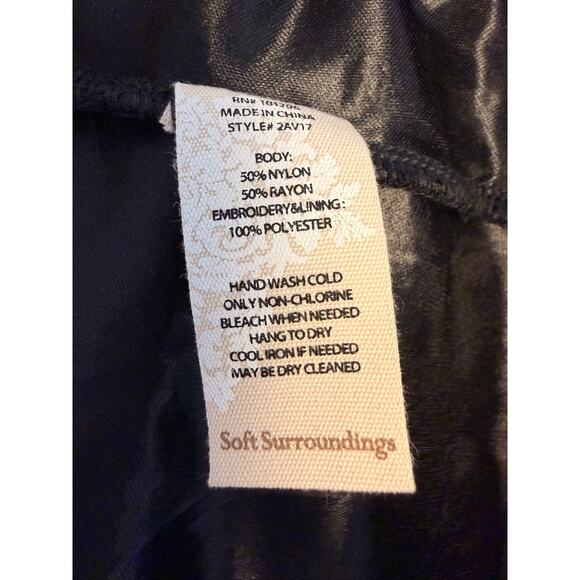 RN# 101206
MADE IN CHINA
STYLE# 2AV17
BODY:
50% NYLON
50% RAYON
EMBROIDERY&LINING:
100% POLYESTER
HAND WASH COLD
ONLY NON-CHLORINE
BLEACH WHEN NEEDED
HANG TO DRY
COOL IRON IF NEEDED
MAY BE DRY CLEANED
Soft Surroundings